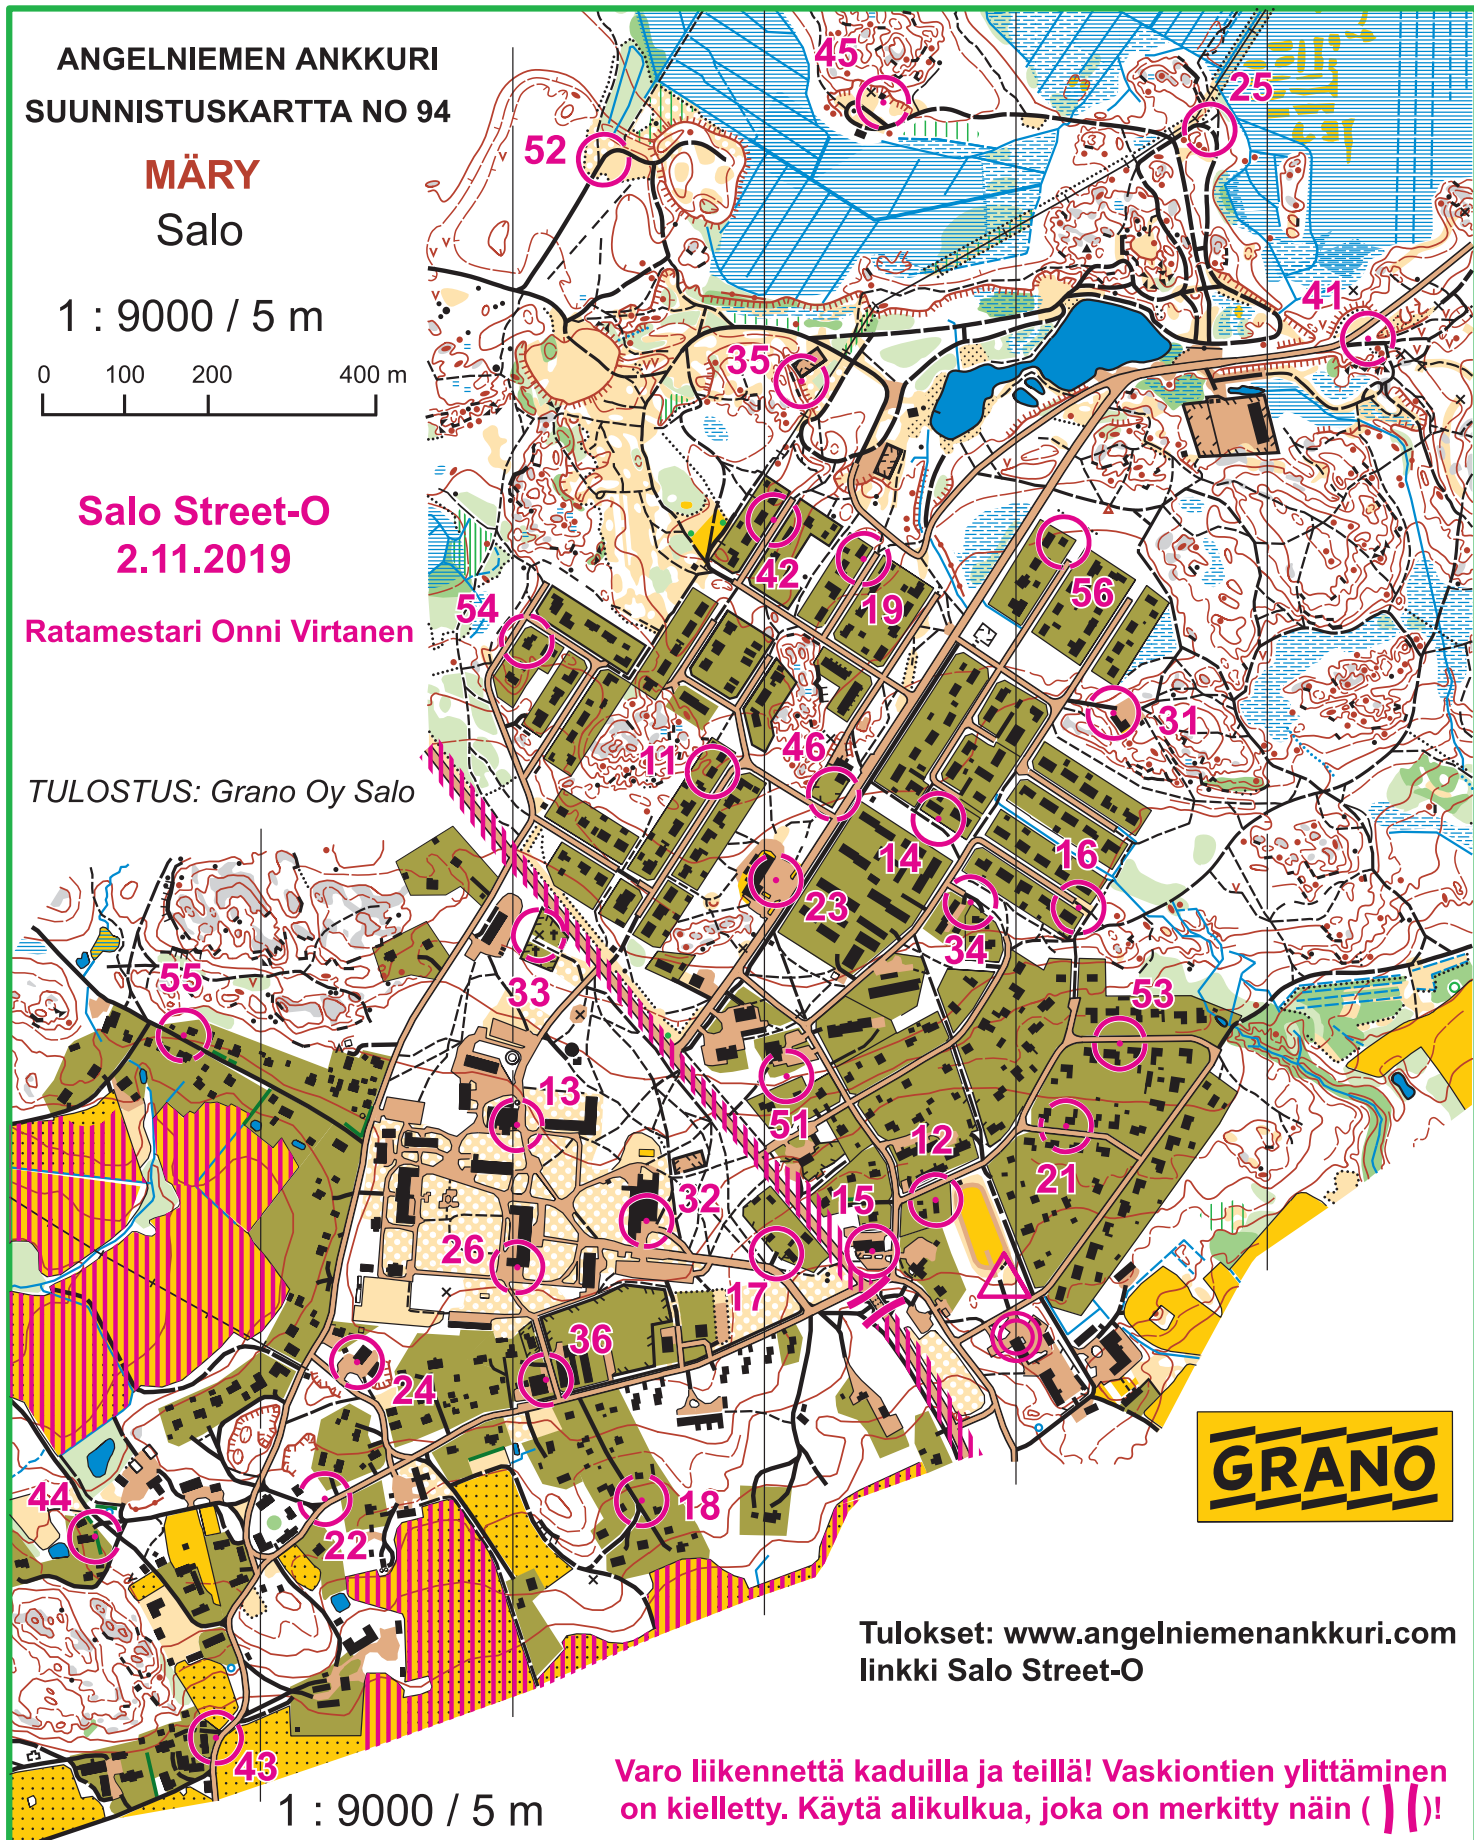 ANGELNIEMEN ANKKURI
SUUNNISTUSKARTTA NO 94
MÄRY
Salo
1 : 9000 / 5 m
0 100 200 400 m
Salo Street-O
2.11.2019
Ratamestari Onni Virtanen
TULOSTUS: Grano Oy Salo
45
25
52
41
35
42
19
56
54
31
11
46
14
16
23
34
33
55
53
13
51
12
21
32
15
26
17
36
24
44
22
18
43
GRANO
Tulokset: www.angelniemenankkuri.com
linkki Salo Street-O
Varo liikennettä kaduilla ja teillä! Vaskiontien ylittäminen
on kielletty. Käytä alikulkua, joka on merkitty näin ( )( )!
1 : 9000 / 5 m